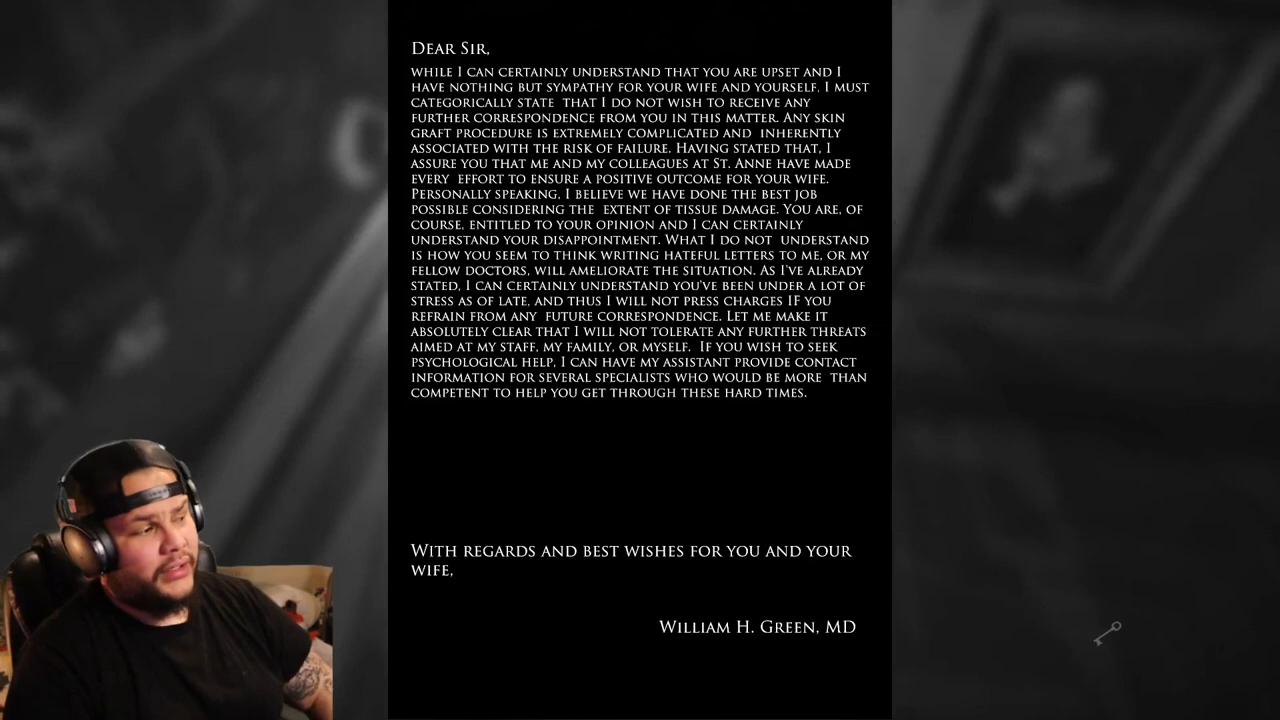 Dear Sir,
while I can certainly understand that you are upset and I
have nothing but sympathy for your wife and yourself, I must
categorically state that I do not wish to receive any
further correspondence from you in this matter. Any skin
graft procedure is extremely complicated and inherently
associated with the risk of failure. Having stated that, I
assure you that me and my colleagues at St. Anne have made
every effort to ensure a positive outcome for your wife.
Personally speaking, I believe we have done the best job
possible considering the extent of tissue damage. You are, of
course, entitled to your opinion and I can certainly
understand your disappointment. What I do not understand
is how you seem to think writing hateful letters to me, or my
fellow doctors, will ameliorate the situation. As I've already
stated, I can certainly understand you've been under a lot of
stress as of late, and thus I will not press charges IF you
refrain from any future correspondence. Let me make it
absolutely clear that I will not tolerate any further threats
aimed at my staff, my family, or myself. If you wish to seek
psychological help, I can have my assistant provide contact
information for several specialists who would be more than
competent to help you get through these hard times.
With regards and best wishes for you and your
wife,
William H. Green, MD